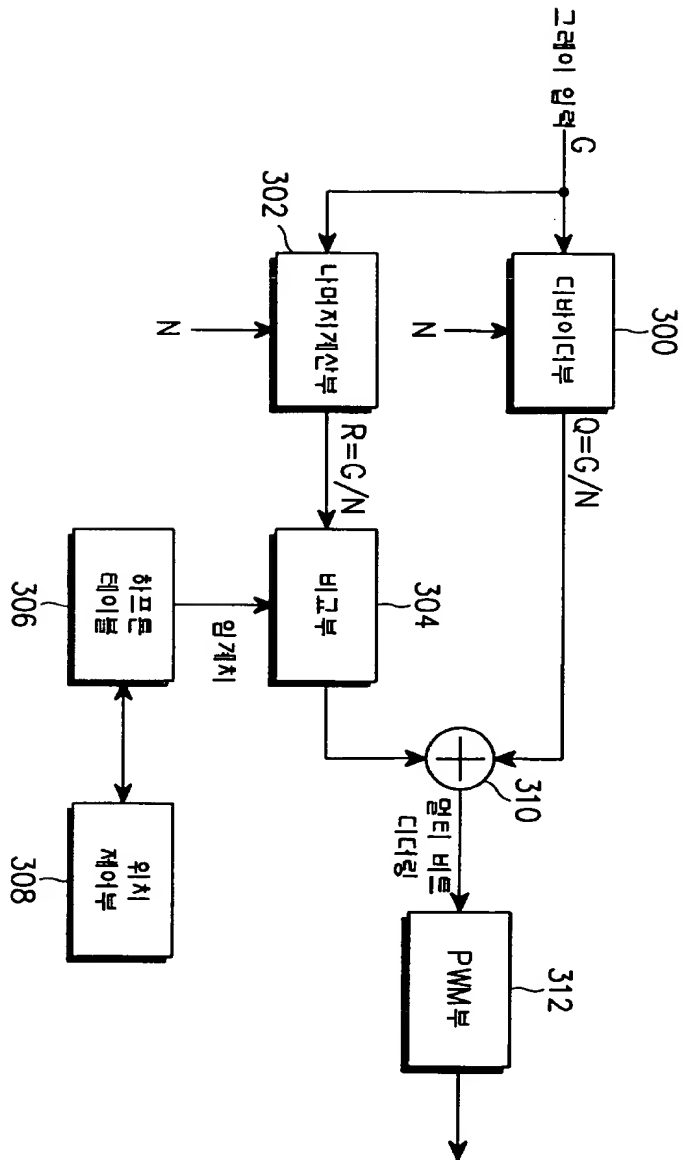 그레이 입력
G
300
디바이더부
N
Q=G/N
302
나머지계산부
N
R=G/N
304
비교부
임계치
306
하프톤
테이블
308
위치
제어부
310
멀티 비트
디더링
312
PWM부